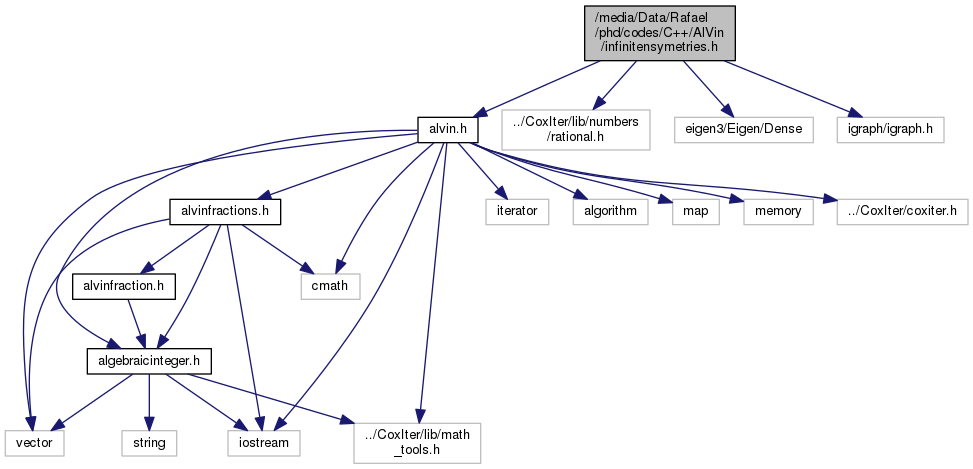 /media/Data/Rafael
/phd/codes/C++/AlVin
/infinitensymetries.h
alvin.h
../CoxIter/lib/numbers
/rational.h
eigen3/Eigen/Dense
igraph/igraph.h
alvinfractions.h
iterator
algorithm
map
memory
../CoxIter/coxiter.h
alvinfraction.h
cmath
algebraicinteger.h
vector
string
iostream
../CoxIter/lib/math
_tools.h